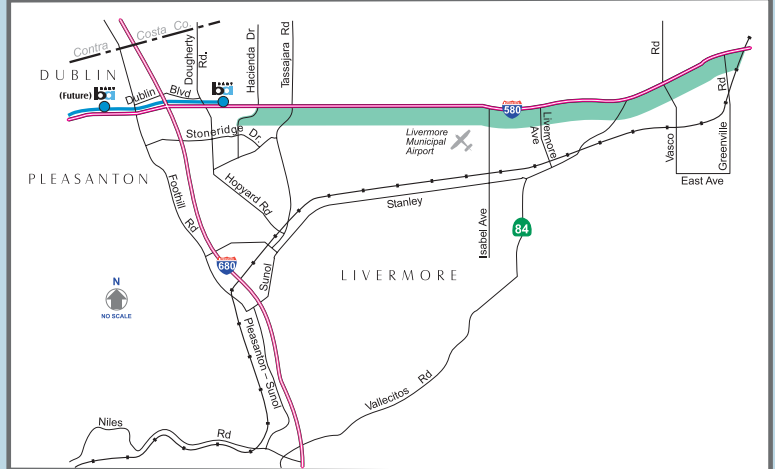 Contra Costa Co.
Dougherty
Rd.
Hacienda Dr
Tassajara Rd
Rd
DUBLIN
(Future)
Dublin Blvd
580
Stoneridge Dr.
Livermore
Municipal
Airport
Livermore
Ave
Vasco
Greenville
Rd
East Ave
PLEASANTON
Foothill
Rd
Hopyard Rd
Stanley
Isabel Ave
84
680
Sunol
LIVERMORE
N
NO SCALE
Pleasanton - Sunol
Vallecitos Rd
Niles
Rd